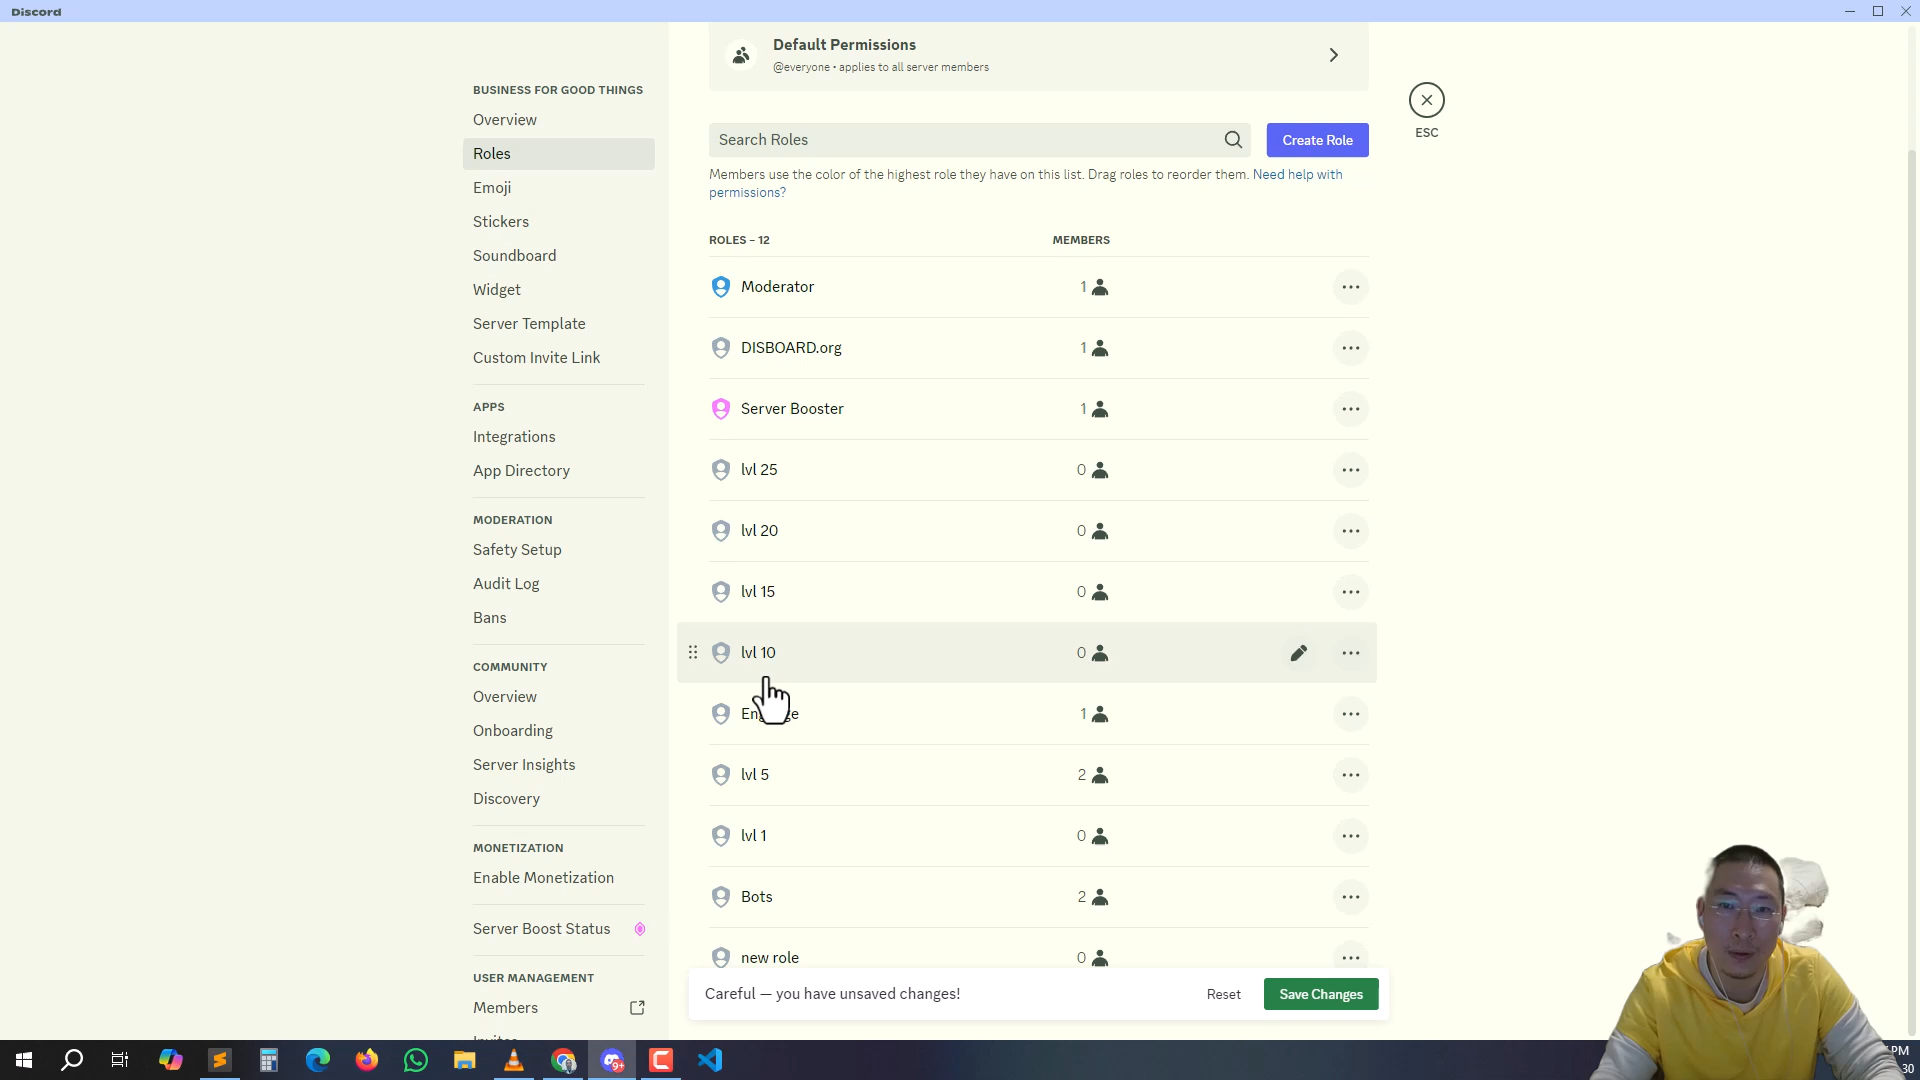 Discord
Default Permissions
@everyone • applies to all server members
BUSINESS FOR GOOD THINGS
Overview
Roles
Emoji
Stickers
Soundboard
Widget
Server Template
Custom Invite Link
APPS
Integrations
App Directory
MODERATION
Safety Setup
Audit Log
Bans
COMMUNITY
Overview
Onboarding
Server Insights
Discovery
MONETIZATION
Enable Monetization
Server Boost Status
USER MANAGEMENT
Members
Search Roles
Create Role
ESC
Members use the color of the highest role they have on this list. Drag roles to reorder them. Need help with
permissions?
ROLES – 12 MEMBERS
Moderator 1
DISBOARD.org 1
Server Booster 1
lvl 25 0
lvl 20 0
lvl 15 0
lvl 10 0
1
lvl 5 2
lvl 1 0
Bots 2
new role 0
Careful — you have unsaved changes! Reset Save Changes
9+
PM
30